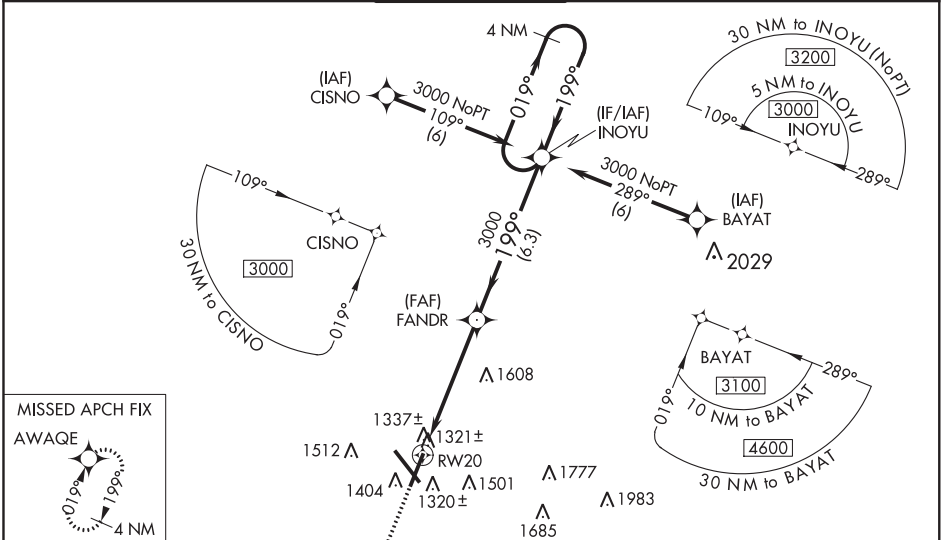 4 NM
019°
199°
(IAF)
CISNO
3000 NoPT
109°
(6)
(IF/IAF)
INOYU
30 NM to INOYU (NoPT)
3200
5 NM to INOYU
3000
INOYU
109°
289°
3000 NoPT
289°
(6)
(IAF)
BAYAT
2029
109°
CISNO
3000
30 NM to CISNO
019°
3000
199°
(6.3)
(FAF)
FANDR
1608
BAYAT
3100
10 NM to BAYAT
4600
30 NM to BAYAT
019°
289°
MISSED APCH FIX
AWAQE
019°
199°
4 NM
1337±
1321±
1512
RW20
1404
1320±
1501
1777
1983
1685